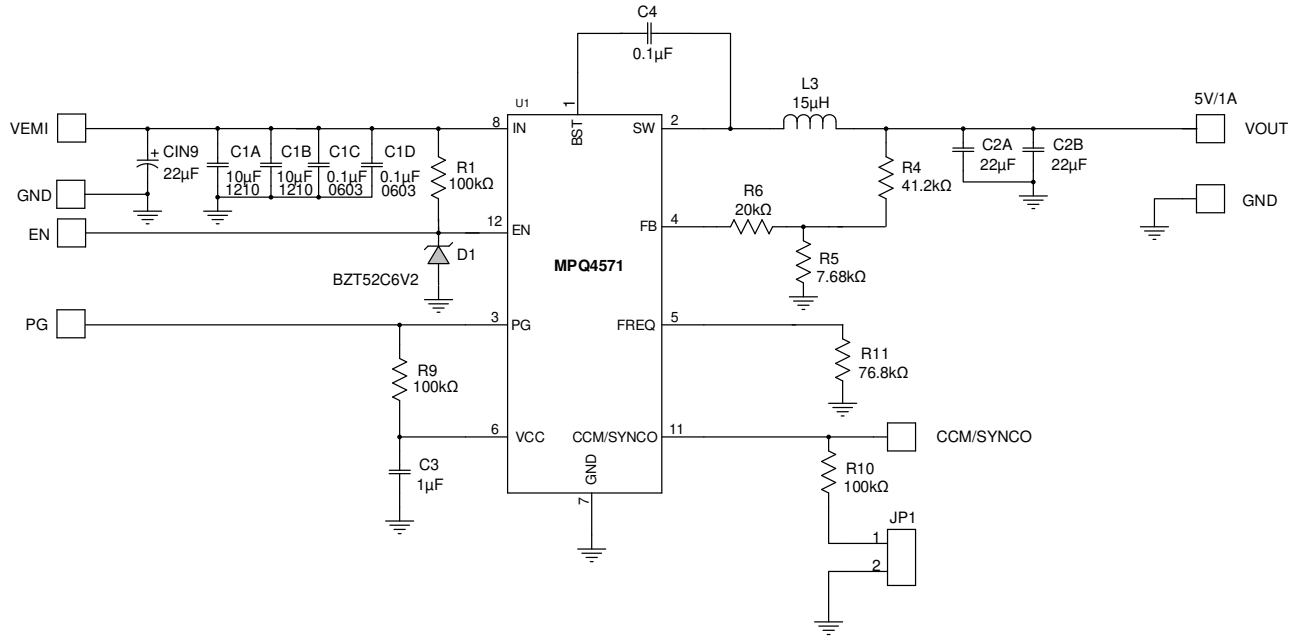 C4
0.1µF
L3
15µH
5V/1A
U1
1
VEMI
8
IN
BST
SW
2
VOUT
CIN9
+
22µF
C1A
10µF
1210
C1B
10µF
1210
C1C
0.1µF
0603
C1D
0.1µF
0603
R1
100kΩ
C2A
22µF
C2B
22µF
R4
41.2kΩ
GND
GND
R6
20kΩ
EN
12
EN
FB
4
D1
BZT52C6V2
MPQ4571
R5
7.68kΩ
PG
3
PG
FREQ
5
R9
100kΩ
R11
76.8kΩ
6
VCC
CCM/SYNCO
11
CCM/SYNCO
C3
1µF
GND
7
R10
100kΩ
JP1
1
2